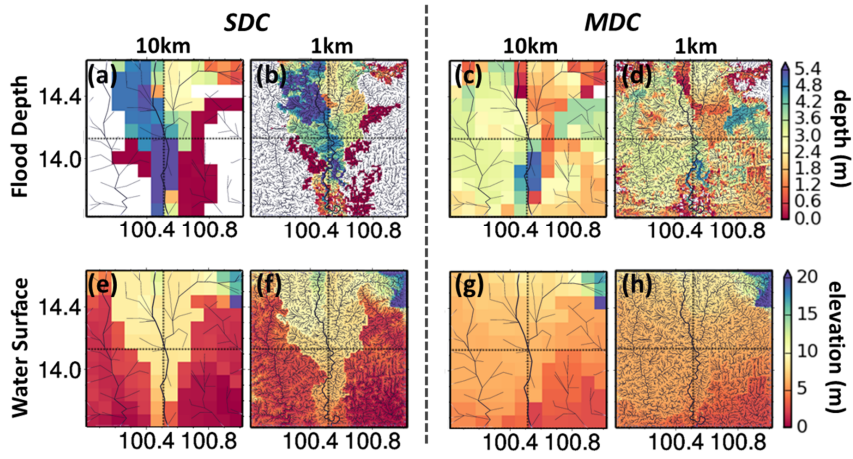 SDC MDC
10km 1km 10km 1km
Flood Depth
14.4
14.0
(a) (b) (c) (d)
100.4 100.8 100.4 100.8 100.4 100.8 100.4 100.8
5.4
4.8
4.2
3.6
3.0
2.4
1.8
1.2
0.6
0.0
depth (m)
Water Surface
14.4
14.0
(e) (f) (g) (h)
100.4 100.8 100.4 100.8 100.4 100.8 100.4 100.8
20
15
10
5
0
elevation (m)